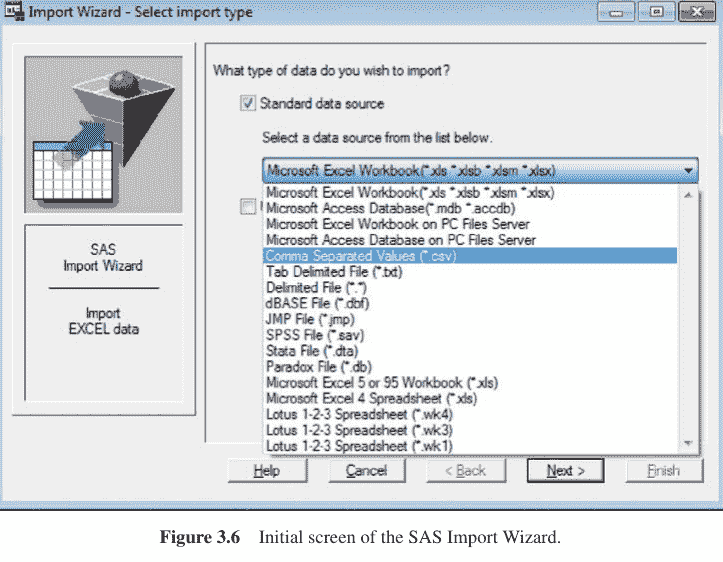 Import Wizard - Select import type
What type of data do you wish to import?
Standard data source
Select a data source from the list below.
Microsoft Excel Workbook(*.xls *.xlsb *.xlsm *.xlsx)
Microsoft Excel Workbook(*.xls *.xlsb *.xlsm *.xlsx)
Microsoft Access Database(*.mdb *.accdb)
Microsoft Excel Workbook on PC Files Server
Microsoft Access Database on PC Files Server
Comma Separated Values (*.csv)
Tab Delimited File (*.txt)
Delimited File (*.*)
dBASE File (*.dbf)
JMP File (*.jmp)
SPSS File (*.sav)
Stata File (*.dta)
Paradox File (*.db)
Microsoft Excel 5 or 95 Workbook (*.xls)
Microsoft Excel 4 Spreadsheet (*.xls)
Lotus 1-2-3 Spreadsheet (*.wk4)
Lotus 1-2-3 Spreadsheet (*.wk3)
Lotus 1-2-3 Spreadsheet (*.wk1)
SAS
Import Wizard
Import
EXCEL data
Help Cancel < Back Next > Finish
Figure 3.6 Initial screen of the SAS Import Wizard.